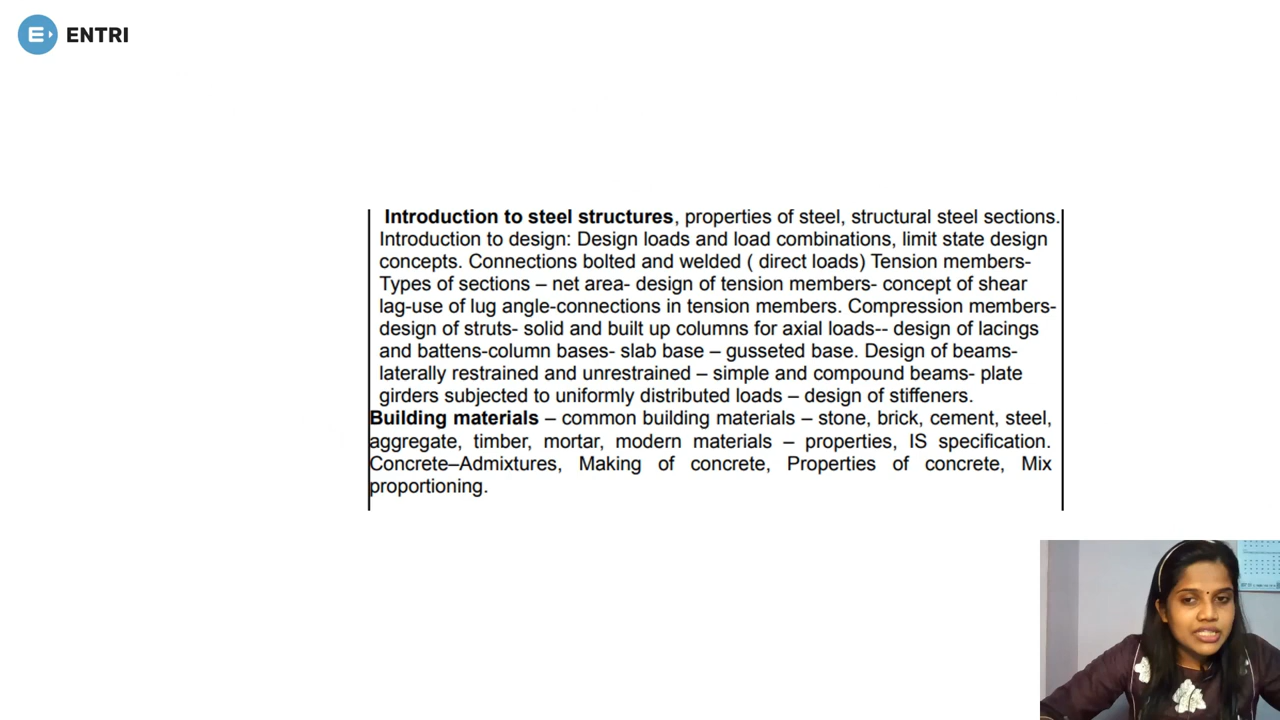 ENTRI
Introduction to steel structures, properties of steel, structural steel sections.
Introduction to design: Design loads and load combinations, limit state design
concepts. Connections bolted and welded ( direct loads) Tension members-
Types of sections – net area- design of tension members- concept of shear
lag-use of lug angle-connections in tension members. Compression members-
design of struts- solid and built up columns for axial loads-- design of lacings
and battens-column bases- slab base – gusseted base. Design of beams-
laterally restrained and unrestrained – simple and compound beams- plate
girders subjected to uniformly distributed loads – design of stiffeners.
Building materials – common building materials – stone, brick, cement, steel,
aggregate, timber, mortar, modern materials – properties, IS specification.
Concrete–Admixtures, Making of concrete, Properties of concrete, Mix
proportioning.